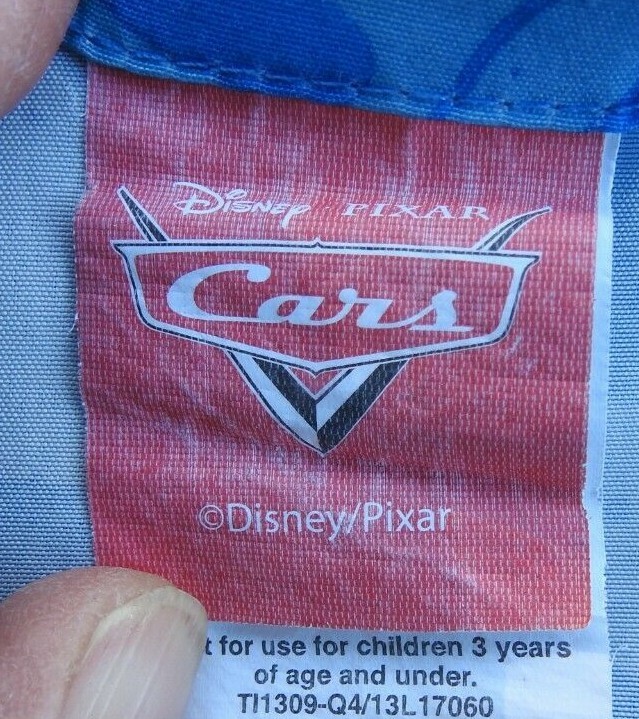 Disney PIXAR
Cars
©Disney/Pixar
t for use for children 3 years
of age and under.
TI1309-Q4/13L17060